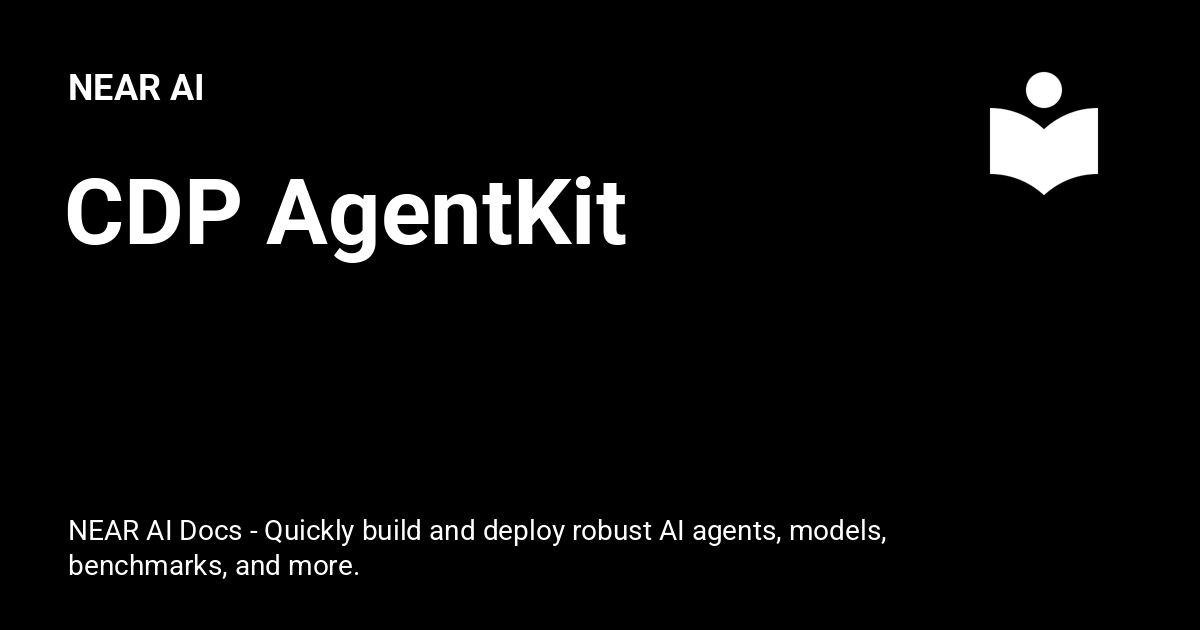 NEAR AI
CDP AgentKit
NEAR AI Docs - Quickly build and deploy robust AI agents, models,
benchmarks, and more.